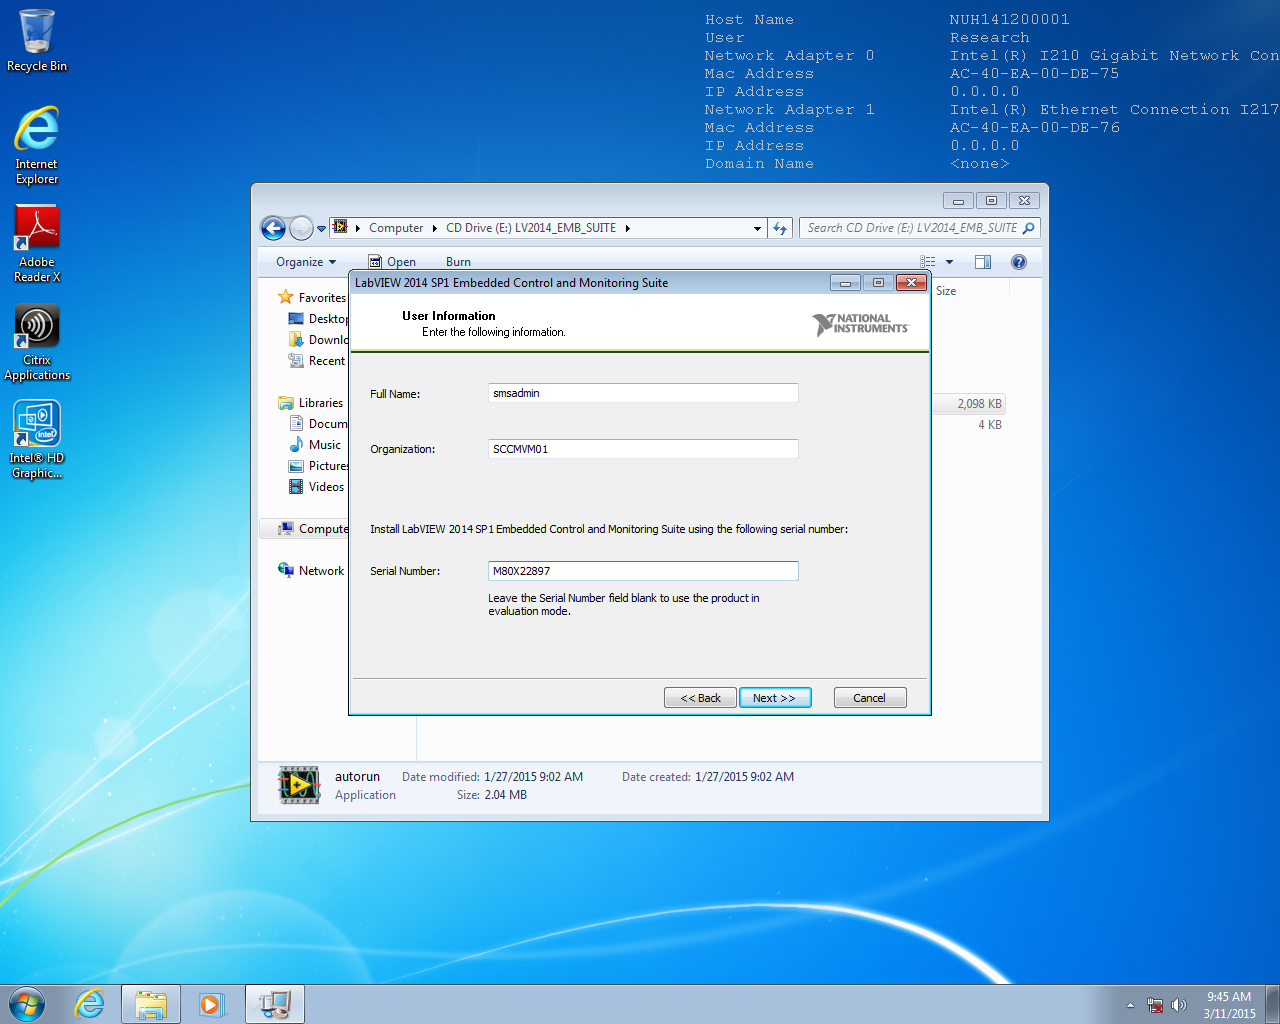 Host Name NUH141200001
User Research
Network Adapter 0 Intel(R) I210 Gigabit Network Con
Mac Address AC-40-EA-00-DE-75
IP Address 0.0.0.0
Network Adapter 1 Intel(R) Ethernet Connection I217
Mac Address AC-40-EA-00-DE-76
IP Address 0.0.0.0
Domain Name <none>
Recycle Bin
Internet
Explorer
Adobe
Reader X
Citrix
Applications
Intel® HD
Graphic...
Computer CD Drive (E:) LV2014_EMB_SUITE
Search CD Drive (E:) LV2014_EMB_SUITE
Organize Open Burn
Favorites
Desktop
Downlo
Recent
Libraries
Docum
Music
Pictures
Videos
Compute
Network
Size
2,098 KB
4 KB
LabVIEW 2014 SP1 Embedded Control and Monitoring Suite
User Information
Enter the following information.
NATIONAL
INSTRUMENTS
Full Name: smsadmin
Organization: SCCMVM01
Install LabVIEW 2014 SP1 Embedded Control and Monitoring Suite using the following serial number:
Serial Number: M80X22897
Leave the Serial Number field blank to use the product in
evaluation mode.
<< Back Next >> Cancel
autorun Date modified: 1/27/2015 9:02 AM Date created: 1/27/2015 9:02 AM
Application Size: 2.04 MB
9:45 AM
3/11/2015